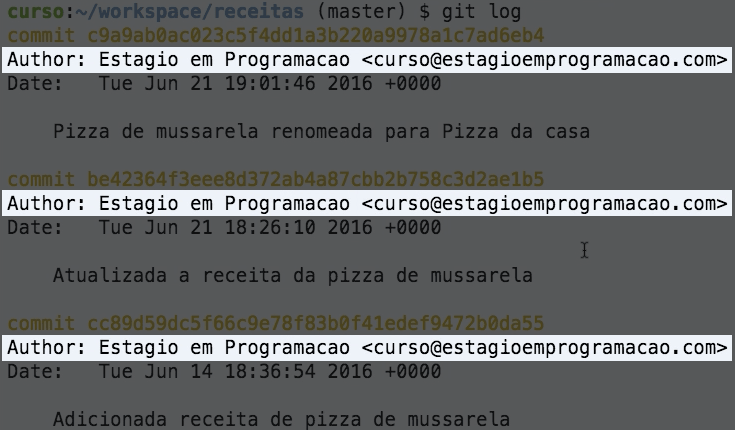 curso:~/workspace/receitas (master) $ git log
commit c9a9ab0ac023c5f4dd1a3b220a9978a1c7ad6eb4
Author: Estagio em Programacao <curso@estagioemprogramacao.com>
Date:   Tue Jun 21 19:01:46 2016 +0000
Pizza de mussarela renomeada para Pizza da casa
commit be42364f3eee8d372ab4a87cbb2b758c3d2ae1b5
Author: Estagio em Programacao <curso@estagioemprogramacao.com>
Date:   Tue Jun 21 18:26:10 2016 +0000
Atualizada a receita da pizza de mussarela
commit cc89d59dc5f66c9e78f83b0f41edef9472b0da55
Author: Estagio em Programacao <curso@estagioemprogramacao.com>
Date:   Tue Jun 14 18:36:54 2016 +0000
Adicionada receita de pizza de mussarela